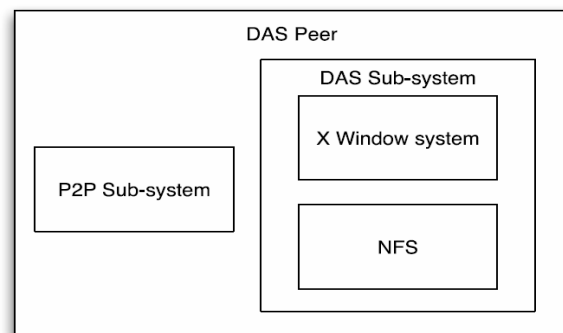 DAS Peer
DAS Sub-system
X Window system
P2P Sub-system
NFS